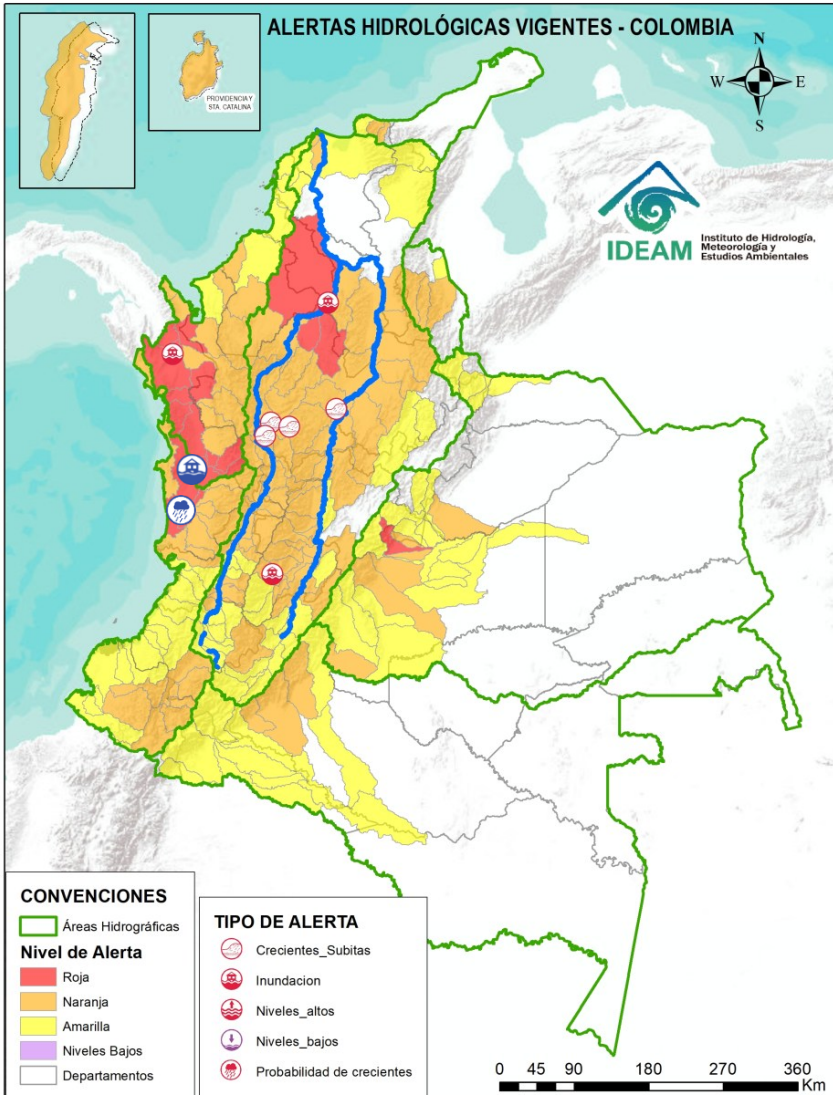 ALERTAS HIDROLÓGICAS VIGENTES - COLOMBIA
PROVIDENCIA Y
STA. CATALINA
N
W
E
S
IDEAM
Instituto de Hidrología,
Meteorología y
Estudios Ambientales
CONVENCIONES
Áreas Hidrográficas
Nivel de Alerta
Roja
Naranja
Amarilla
Niveles Bajos
Departamentos
TIPO DE ALERTA
Crecientes_Subitas
Inundacion
Niveles_altos
Niveles_bajos
Probabilidad de crecientes
0 45 90 180 270 360
Km